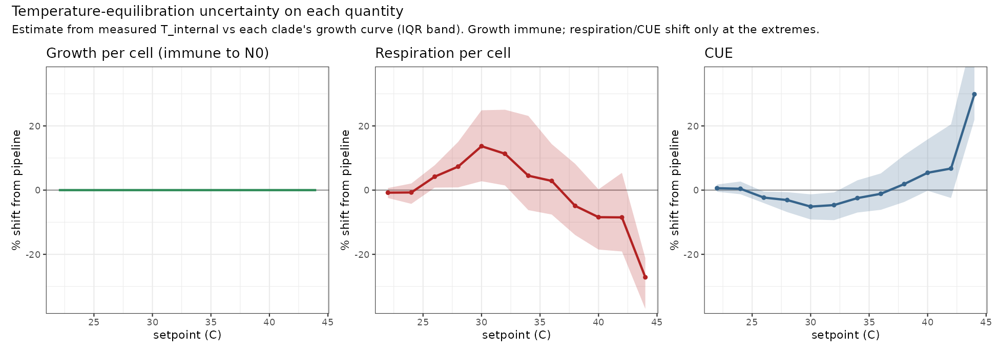 Temperature-equilibration uncertainty on each quantity
Estimate from measured T_internal vs each clade's growth curve (IQR band). Growth immune; respiration/CUE shift only at the extremes.
Growth per cell (immune to N0)
% shift from pipeline
20
0
-20
25 30 35 40 45
setpoint (C)
Respiration per cell
% shift from pipeline
20
0
-20
25 30 35 40 45
setpoint (C)
CUE
% shift from pipeline
20
0
-20
25 30 35 40 45
setpoint (C)